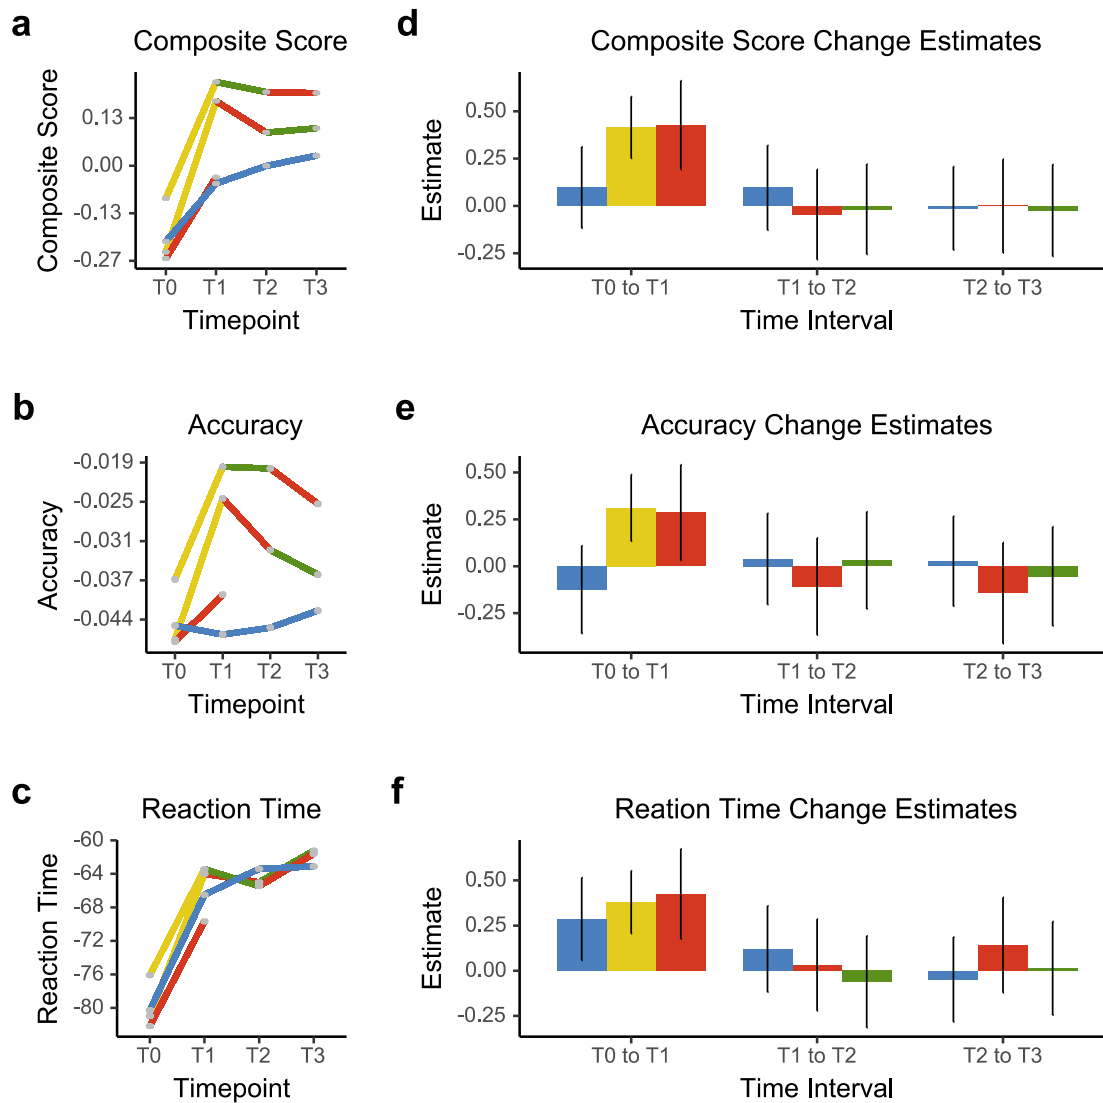 a
Composite Score
Composite Score
0.13
0.00
-0.13
-0.27
T0 T1 T2 T3
Timepoint
d
Composite Score Change Estimates
Estimate
0.50
0.25
0.00
-0.25
T0 to T1 T1 to T2 T2 to T3
Time Interval
b
Accuracy
Accuracy
-0.019
-0.025
-0.031
-0.037
-0.044
T0 T1 T2 T3
Timepoint
e
Accuracy Change Estimates
Estimate
0.50
0.25
0.00
-0.25
T0 to T1 T1 to T2 T2 to T3
Time Interval
c
Reaction Time
Reaction Time
-60
-64
-68
-72
-76
-80
T0 T1 T2 T3
Timepoint
f
Reation Time Change Estimates
Estimate
0.50
0.25
0.00
-0.25
T0 to T1 T1 to T2 T2 to T3
Time Interval